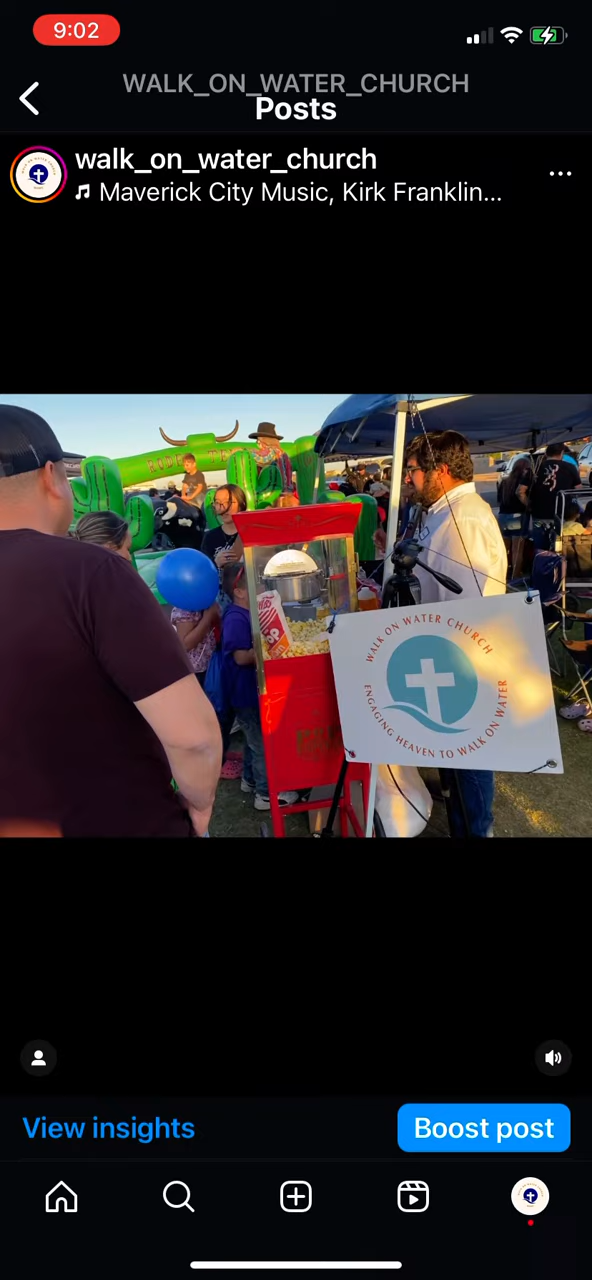 9:02
WALK_ON_WATER_CHURCH
Posts
walk_on_water_church
Maverick City Music, Kirk Franklin...
WALK ON WATER CHURCH
ENGAGING HEAVEN TO WALK ON WATER
View insights
Boost post